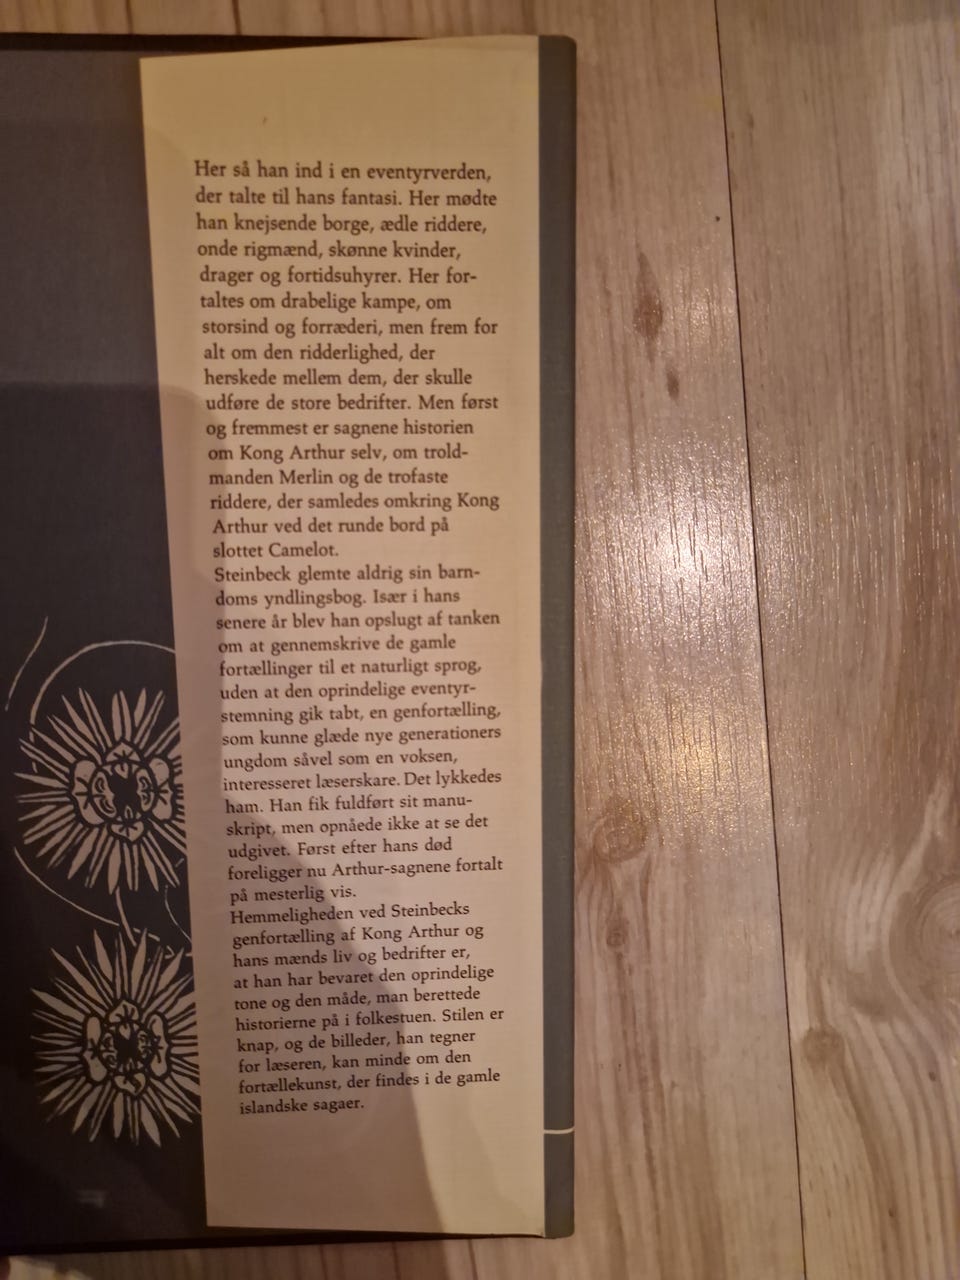 Her så han ind i en eventyrverden,
der talte til hans fantasi. Her mødte
han knejsende borge, ædle riddere,
onde rigmænd, skønne kvinder,
drager og fortidsuhyrer. Her for-
taltes om drabelige kampe, om
storsind og forræderi, men frem for
alt om den ridderlighed, der
herskede mellem dem, der skulle
udføre de store bedrifter. Men først
og fremmest er sagnene historien
om Kong Arthur selv, om trold-
manden Merlin og de trofaste
riddere, der samledes omkring Kong
Arthur ved det runde bord på
slottet Camelot.
Steinbeck glemte aldrig sin barn-
doms yndlingsbog. Især i hans
senere år blev han opslugt af tanken
om at gennemskrive de gamle
fortællinger til et naturligt sprog,
uden at den oprindelige eventyr-
stemning gik tabt, en genfortælling,
som kunne glæde nye generationers
ungdom såvel som en voksen,
interesseret læserskare. Det lykkedes
ham. Han fik fuldført sit manu-
skript, men opnåede ikke at se det
udgivet. Først efter hans død
foreligger nu Arthur-sagnene fortalt
på mesterlig vis.
Hemmeligheden ved Steinbecks
genfortælling af Kong Arthur og
hans mænds liv og bedrifter er,
at han har bevaret den oprindelige
tone og den måde, man berettede
historierne på i folkestuen. Stilen er
knap, og de billeder, han tegner
for læseren, kan minde om den
fortællekunst, der findes i de gamle
islandske sagaer.